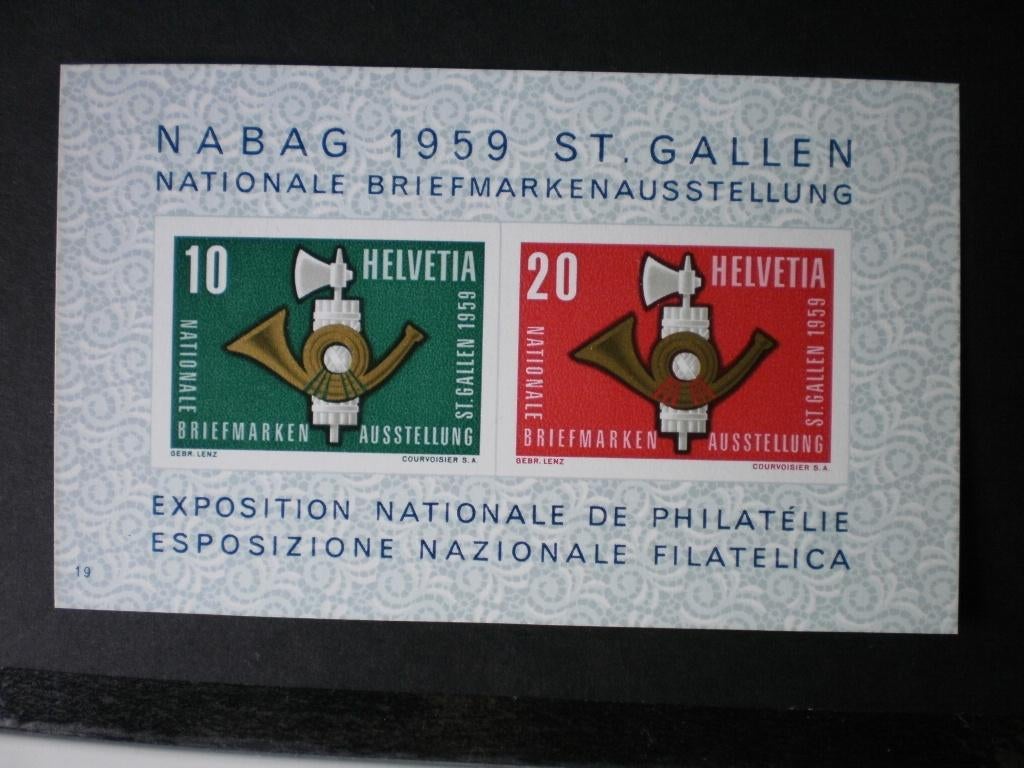 NABAG 1959 ST. GALLEN
NATIONALE BRIEFMARKENAUSSTELLUNG
10 HELVETIA
NATIONALE
BRIEFMARKEN AUSSTELLUNG
ST.GALLEN 1959
GEBR. LENZ COURVOISIER S.A.
20 HELVETIA
NATIONALE
BRIEFMARKEN AUSSTELLUNG
ST.GALLEN 1959
GEBR. LENZ COURVOISIER S.A.
EXPOSITION NATIONALE DE PHILATÉLIE
ESPOSIZIONE NAZIONALE FILATELICA
19